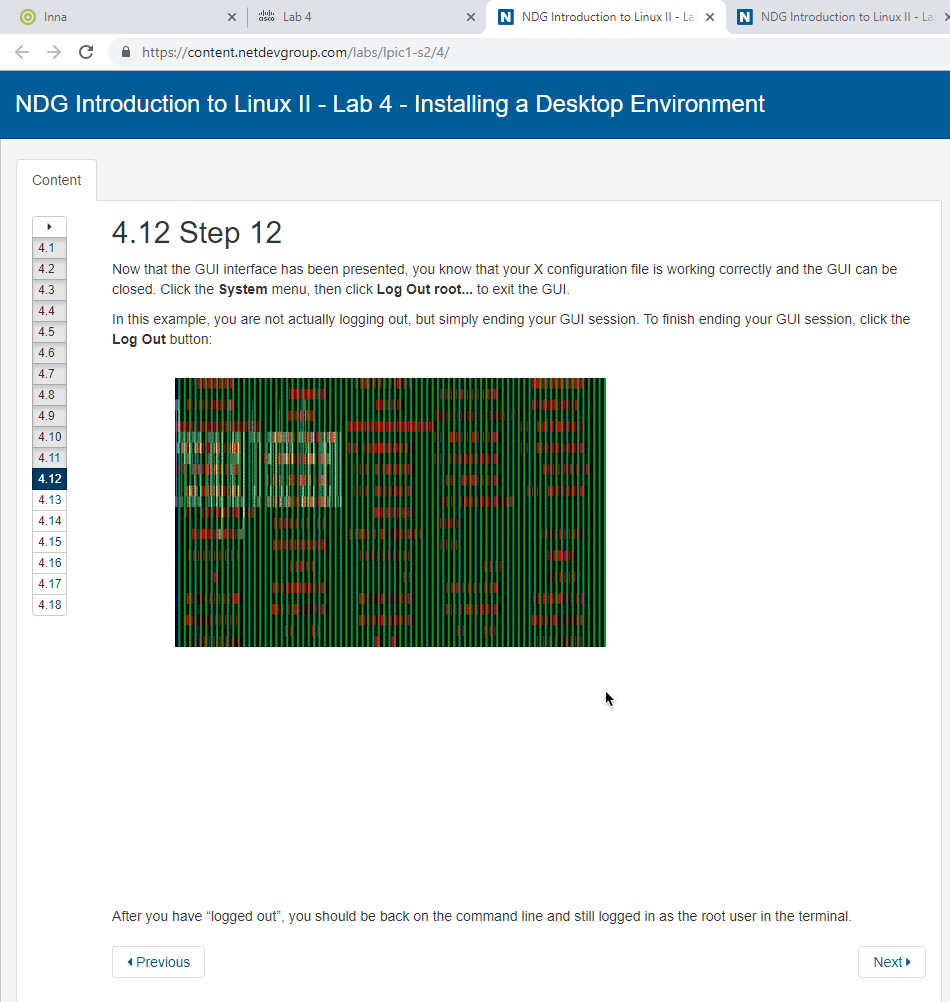 Inna
cisco
Lab 4
N NDG Introduction to Linux II - La
N NDG Introduction to Linux II - Lab
https://content.netdevgroup.com/labs/lpic1-s2/4/
NDG Introduction to Linux II - Lab 4 - Installing a Desktop Environment
Content
4.1
4.2
4.3
4.4
4.5
4.6
4.7
4.8
4.9
4.10
4.11
4.12
4.13
4.14
4.15
4.16
4.17
4.18
4.12 Step 12
Now that the GUI interface has been presented, you know that your X configuration file is working correctly and the GUI can be
closed. Click the System menu, then click Log Out root... to exit the GUI.
In this example, you are not actually logging out, but simply ending your GUI session. To finish ending your GUI session, click the
Log Out button:
After you have “logged out”, you should be back on the command line and still logged in as the root user in the terminal.
Previous
Next